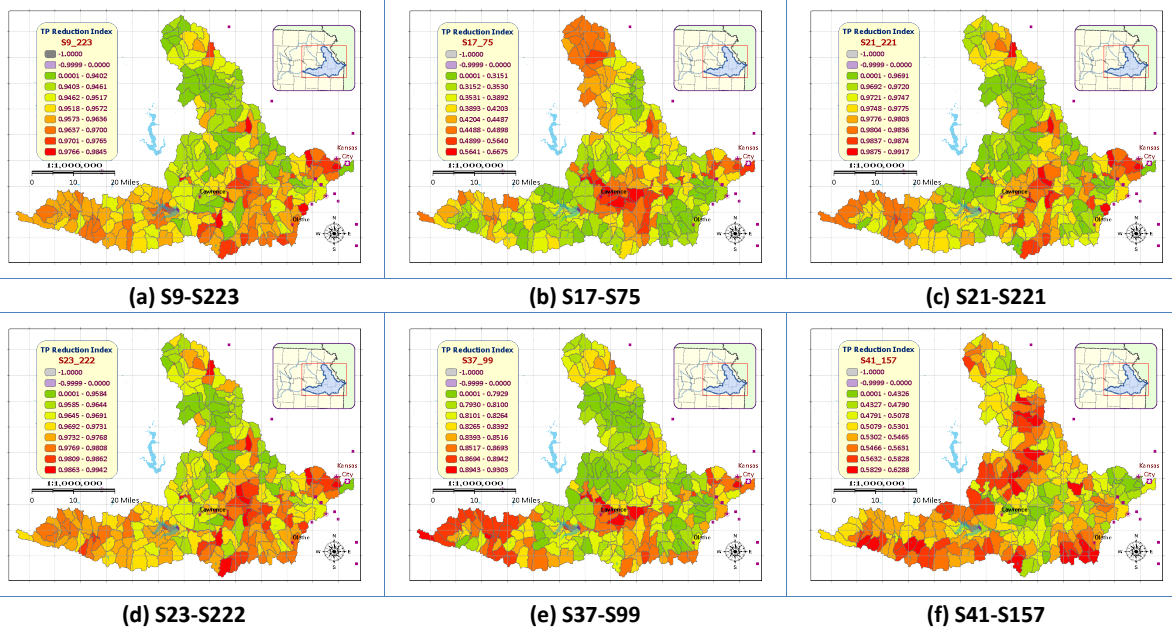 TP Reduction Index
S9_223
-1.0000
-0.9999 - 0.0000
0.0001 - 0.9402
0.9403 - 0.9461
0.9462 - 0.9517
0.9518 - 0.9572
0.9573 - 0.9636
0.9637 - 0.9700
0.9701 - 0.9765
0.9766 - 0.9845
1:1,000,000
0 10 20 Miles
Kansas
City
Lawrence
Olathe
N
W E
S
(a) S9-S223
TP Reduction Index
S17_75
-1.0000
-0.9999 - 0.0000
0.0001 - 0.3151
0.3152 - 0.3530
0.3531 - 0.3892
0.3893 - 0.4203
0.4204 - 0.4487
0.4488 - 0.4898
0.4899 - 0.5640
0.5641 - 0.6675
1:1,000,000
0 10 20 Miles
Kansas
City
Lawrence
Olathe
N
W E
S
(b) S17-S75
TP Reduction Index
S21_221
-1.0000
-0.9999 - 0.0000
0.0001 - 0.9691
0.9692 - 0.9720
0.9721 - 0.9747
0.9748 - 0.9775
0.9776 - 0.9803
0.9804 - 0.9836
0.9837 - 0.9874
0.9875 - 0.9917
1:1,000,000
0 10 20 Miles
Kansas
City
Lawrence
Olathe
N
W E
S
(c) S21-S221
TP Reduction Index
S23_222
-1.0000
-0.9999 - 0.0000
0.0001 - 0.9584
0.9585 - 0.9644
0.9645 - 0.9691
0.9692 - 0.9731
0.9732 - 0.9768
0.9769 - 0.9808
0.9809 - 0.9862
0.9863 - 0.9942
1:1,000,000
0 10 20 Miles
Kansas
City
Lawrence
Olathe
N
W E
S
(d) S23-S222
TP Reduction Index
S37_99
-1.0000
-0.9999 - 0.0000
0.0001 - 0.7929
0.7930 - 0.8100
0.8101 - 0.8264
0.8265 - 0.8392
0.8393 - 0.8516
0.8517 - 0.8693
0.8694 - 0.8942
0.8943 - 0.9303
1:1,000,000
0 10 20 Miles
Kansas
City
Lawrence
Olathe
N
W E
S
(e) S37-S99
TP Reduction Index
S41_157
-1.0000
-0.9999 - 0.0000
0.0001 - 0.4326
0.4327 - 0.4790
0.4791 - 0.5078
0.5079 - 0.5301
0.5302 - 0.5465
0.5466 - 0.5631
0.5632 - 0.5828
0.5829 - 0.6288
1:1,000,000
0 10 20 Miles
Kansas
City
Lawrence
Olathe
N
W E
S
(f) S41-S157